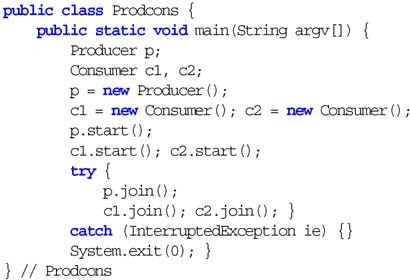 public class Prodcons {
public static void main(String argv[]) {
Producer p;
Consumer c1, c2;
p = new Producer();
c1 = new Consumer(); c2 = new Consumer();
p.start();
c1.start(); c2.start();
try {
p.join();
c1.join(); c2.join(); }
catch (InterruptedException ie) {}
System.exit(0); }
} // Prodcons